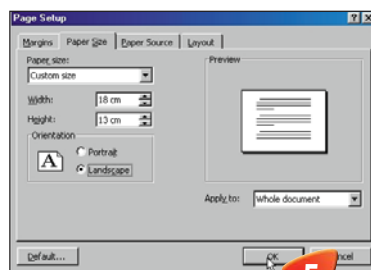 Page Setup
Margins Paper Size Paper Source Layout
Paper size:
Custom size
Width: 18 cm
Height: 13 cm
Orientation
A
Portrait
Landscape
Preview
Apply to: Whole document
Default...
OK
5